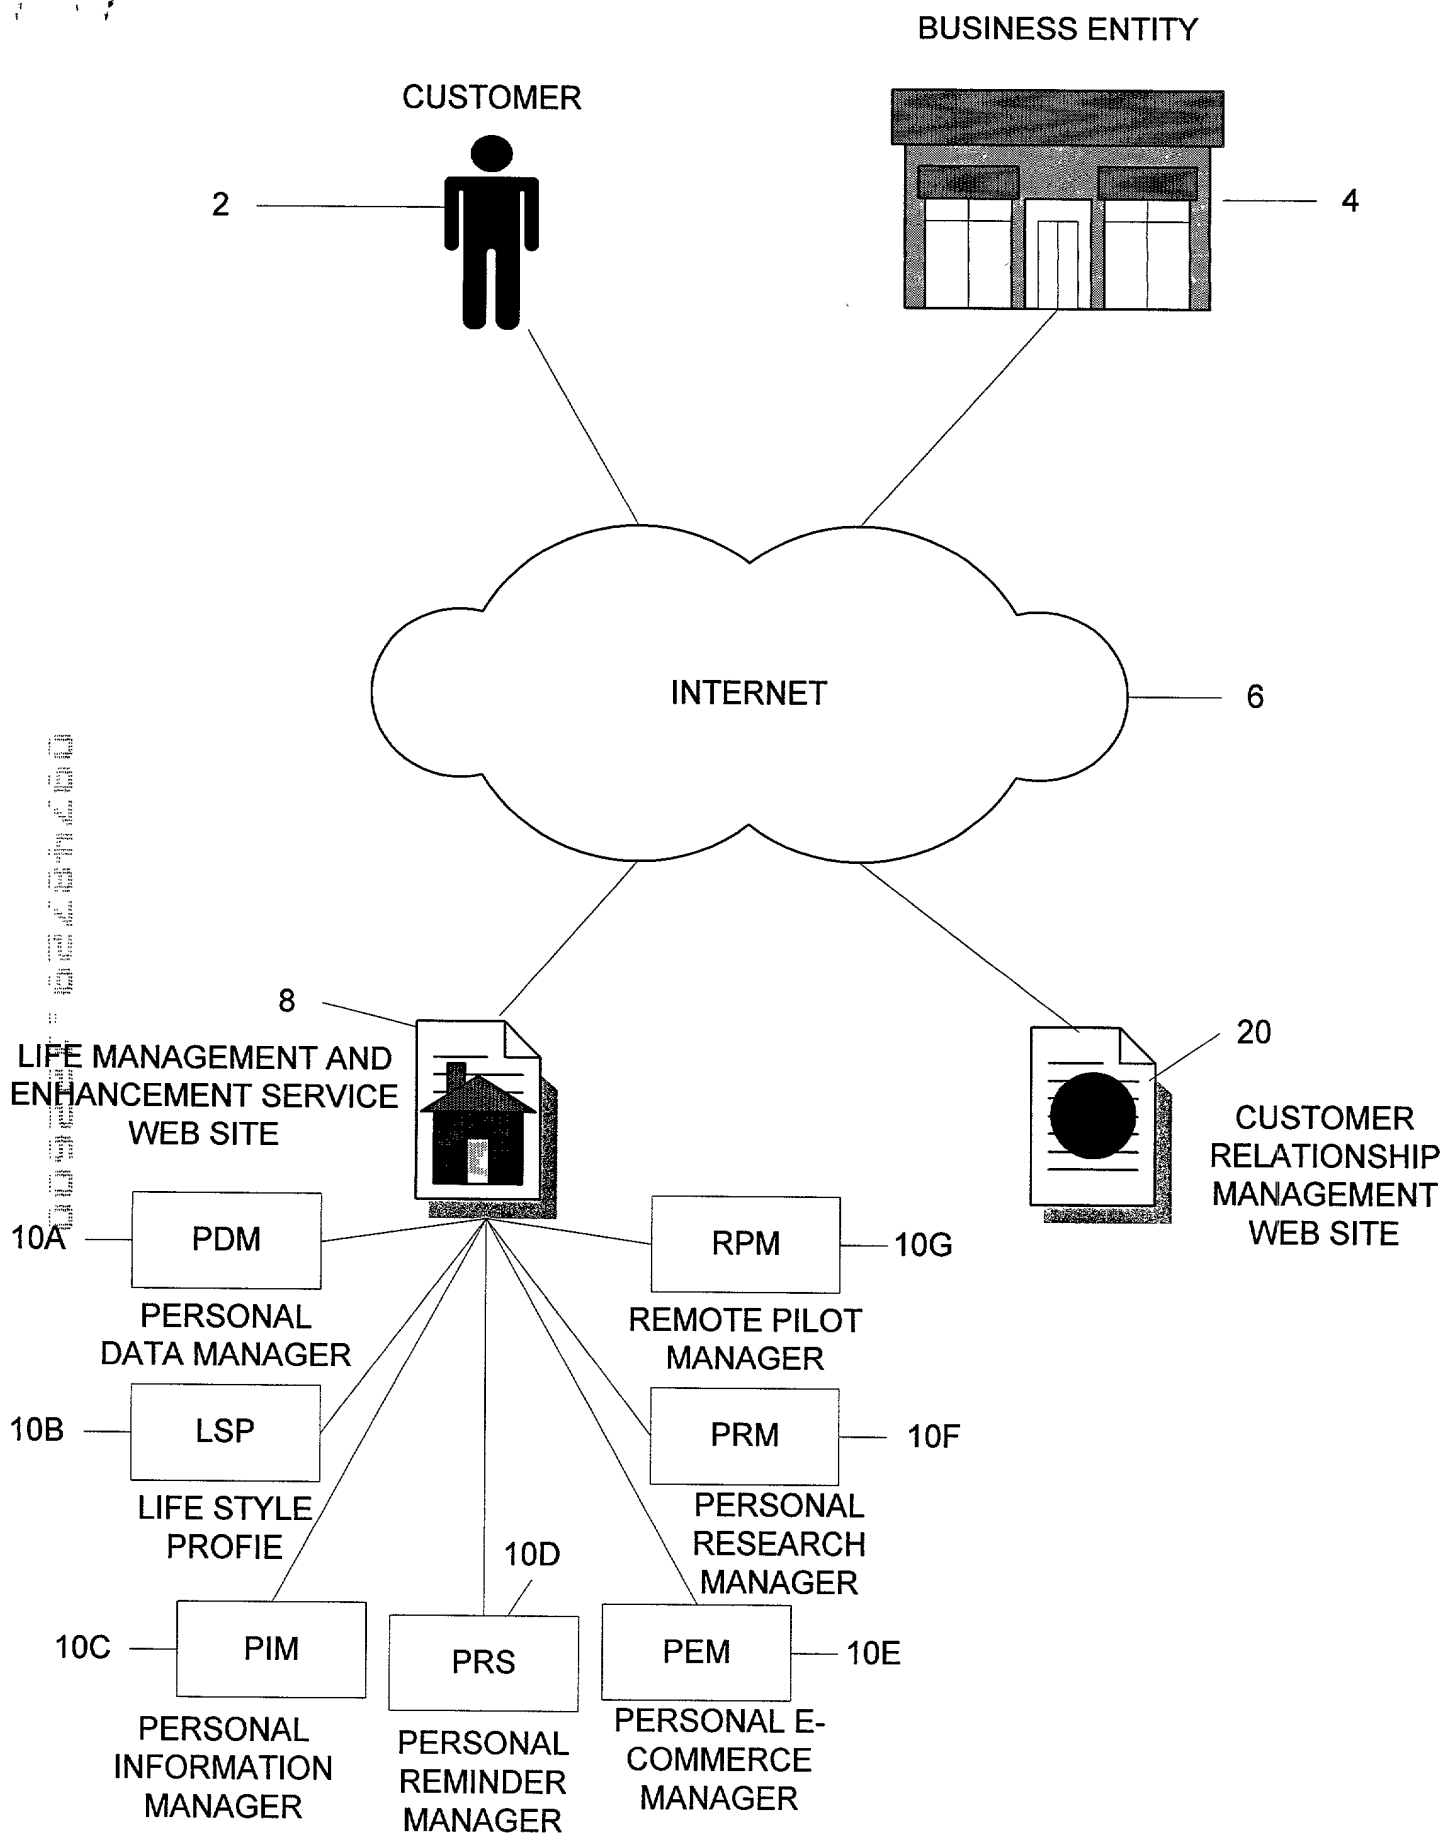 BUSINESS ENTITY
CUSTOMER
2
4
INTERNET
6
8
LIFE MANAGEMENT AND
ENHANCEMENT SERVICE
WEB SITE
20
CUSTOMER
RELATIONSHIP
MANAGEMENT
WEB SITE
10A
PDM
PERSONAL
DATA MANAGER
RPM
10G
REMOTE PILOT
MANAGER
10B
LSP
LIFE STYLE
PROFIE
PRM
10F
PERSONAL
RESEARCH
MANAGER
10C
PIM
PERSONAL
INFORMATION
MANAGER
10D
PRS
PERSONAL
REMINDER
MANAGER
PEM
10E
PERSONAL E-
COMMERCE
MANAGER